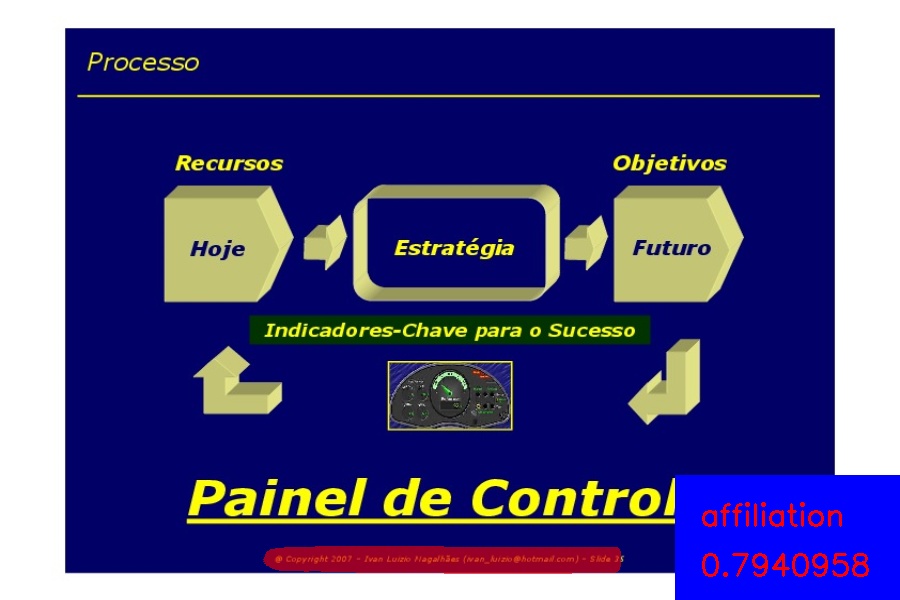 Processo
Recursos
Objetivos
Hoje
Estratégia
Futuro
Indicadores-Chave para o Sucesso
Painel de Control
@ Copyright 2007 - Ivan Luizio Magalhães (ivan_luizio@hotmail.com) - Slide 35
affiliation
0.7940958